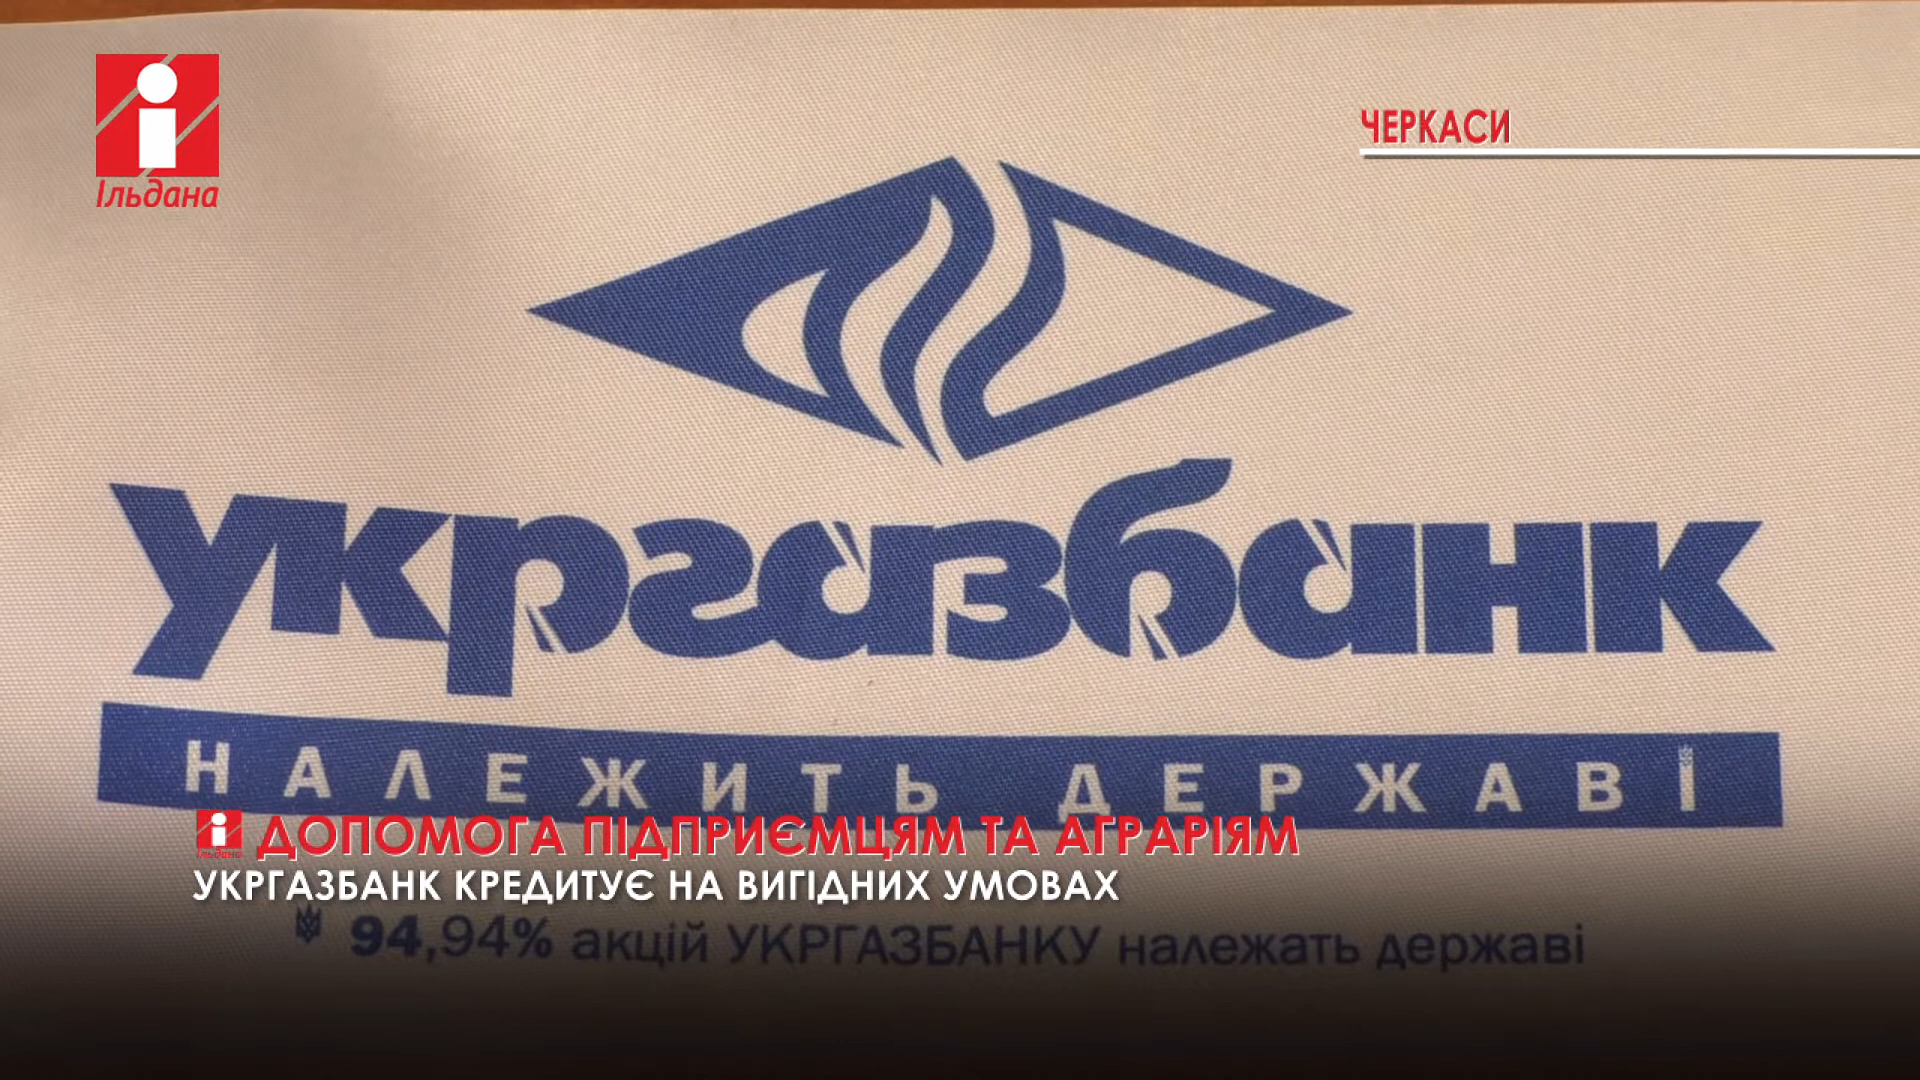 Ільдана
ЧЕРКАСИ
укргазбанк
НАЛЕЖИТЬ ДЕРЖАВІ
Ільдана
ДОПОМОГА ПІДПРИЄМЦЯМ ТА АГРАРІЯМ
УКРГАЗБАНК КРЕДИТУЄ НА ВИГІДНИХ УМОВАХ
94,94% акцій УКРГАЗБАНКУ належать державі